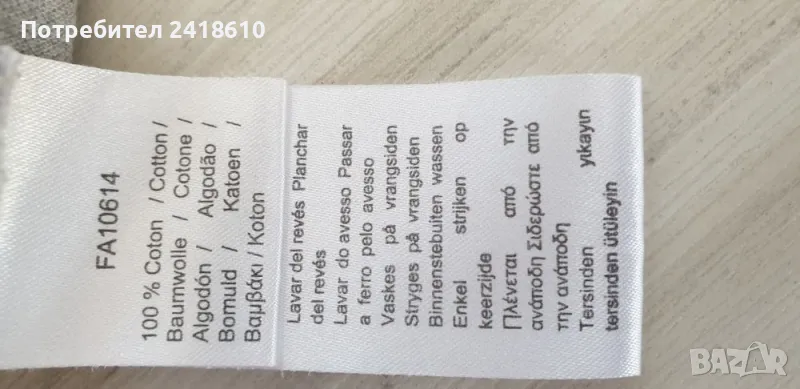 Потребител 2418610
FA10614
100 % Coton / Cotton /
Baumwolle / Cotone /
Algodón / Algodão /
Bomuld / Katoen /
Βαμβάκι / Koton
Lavar del revés Planchar
del revés
Lavar do avesso Passar
a ferro pelo avesso
Vaskes på vrangsiden
Stryges på vrangsiden
Binnenstebuiten wassen
Enkel strijken op
keerzijde
Πλένεται από την
ανάποδη Σιδερώστε από
την ανάποδη
Tersinden yıkayın
tersinden ütüleyin
BAZAR